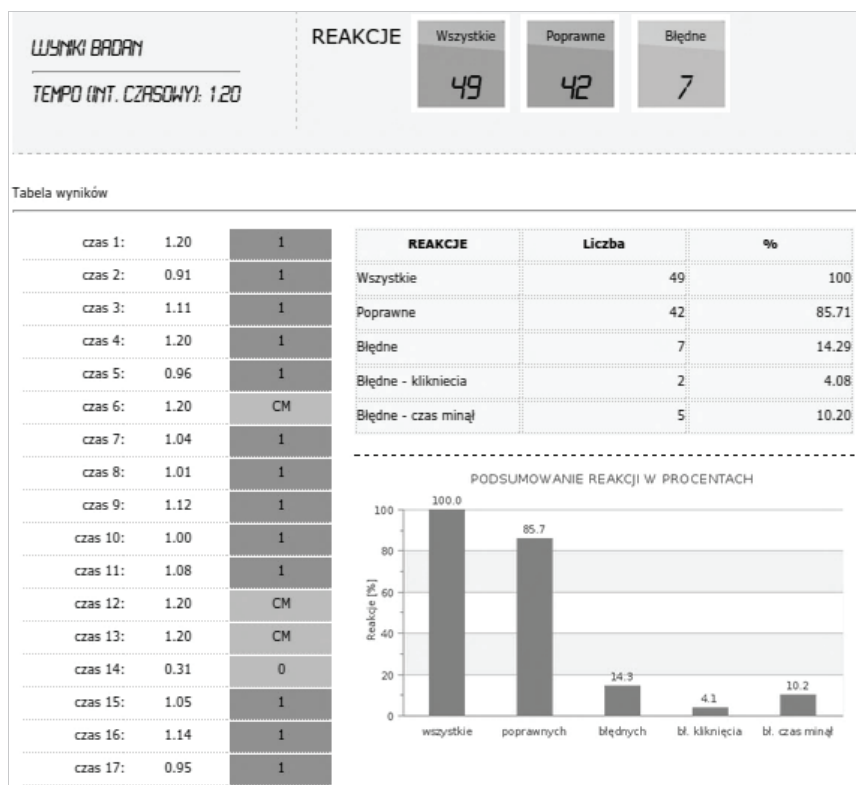 WYNIKI BADAN
TEMPO (INT. CZASOWY): 1.20
REAKCJE
Wszystkie
49
Poprawne
42
Błędne
7
Tabela wyników
czas 1: 1.20 1
czas 2: 0.91 1
czas 3: 1.11 1
czas 4: 1.20 1
czas 5: 0.96 1
czas 6: 1.20 CM
czas 7: 1.04 1
czas 8: 1.01 1
czas 9: 1.12 1
czas 10: 1.00 1
czas 11: 1.08 1
czas 12: 1.20 CM
czas 13: 1.20 CM
czas 14: 0.31 0
czas 15: 1.05 1
czas 16: 1.14 1
czas 17: 0.95 1
REAKCJE Liczba %
Wszystkie 49 100
Poprawne 42 85.71
Błędne 7 14.29
Błędne - klikniecia 2 4.08
Błędne - czas minął 5 10.20
PODSUMOWANIE REAKCJI W PROCENTACH
Reakcje [%]
100
80
60
40
20
0
100.0
85.7
14.3
4.1
10.2
wszystkie poprawnych błędnych bł. kliknięcia bł. czas minął